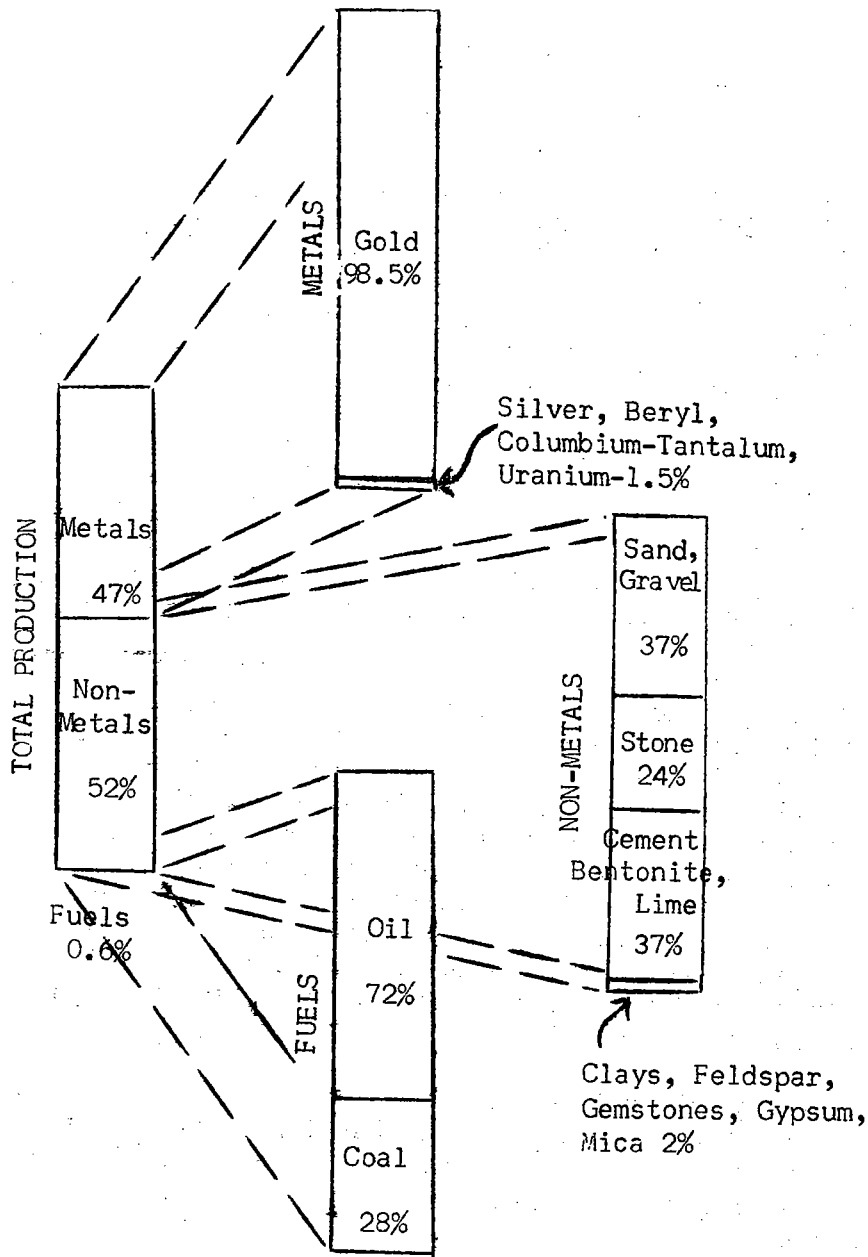 METALS
Gold
98.5%
Silver, Beryl,
Columbium-Tantalum,
Uranium-1.5%
TOTAL PRODUCTION
Metals
47%
Non-
Metals
52%
Fuels
0.6%
NON-METALS
Sand,
Gravel
37%
Stone
24%
Cement
Bentonite,
Lime
37%
Clays, Feldspar,
Gemstones, Gypsum,
Mica 2%
FUELS
Oil
72%
Coal
28%